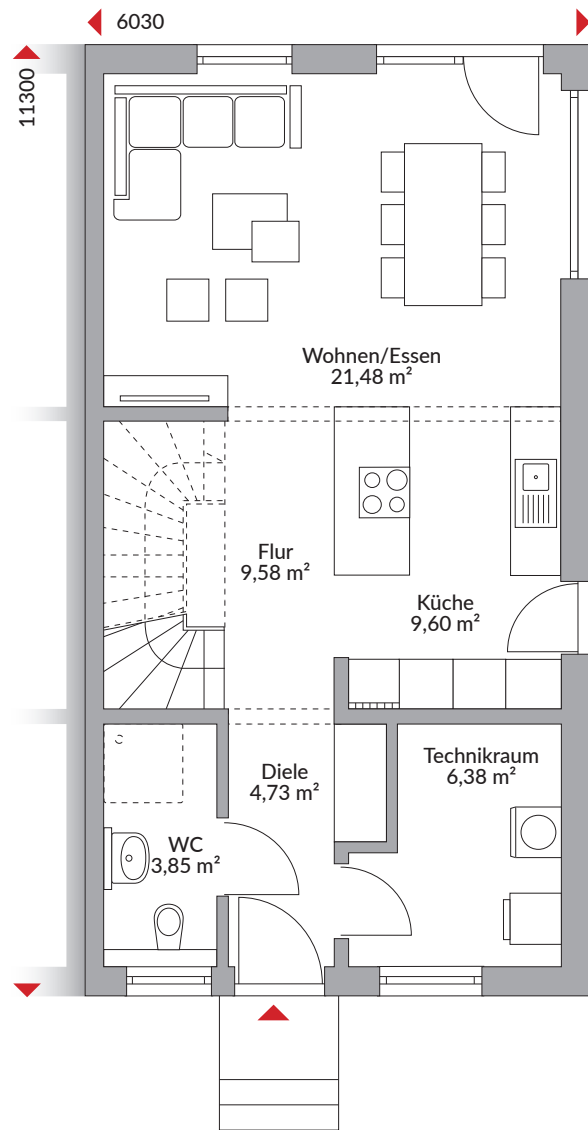 6030
11300
Wohnen/Essen
21,48 m²
Flur
9,58 m²
Küche
9,60 m²
Diele
4,73 m²
Technikraum
6,38 m²
WC
3,85 m²